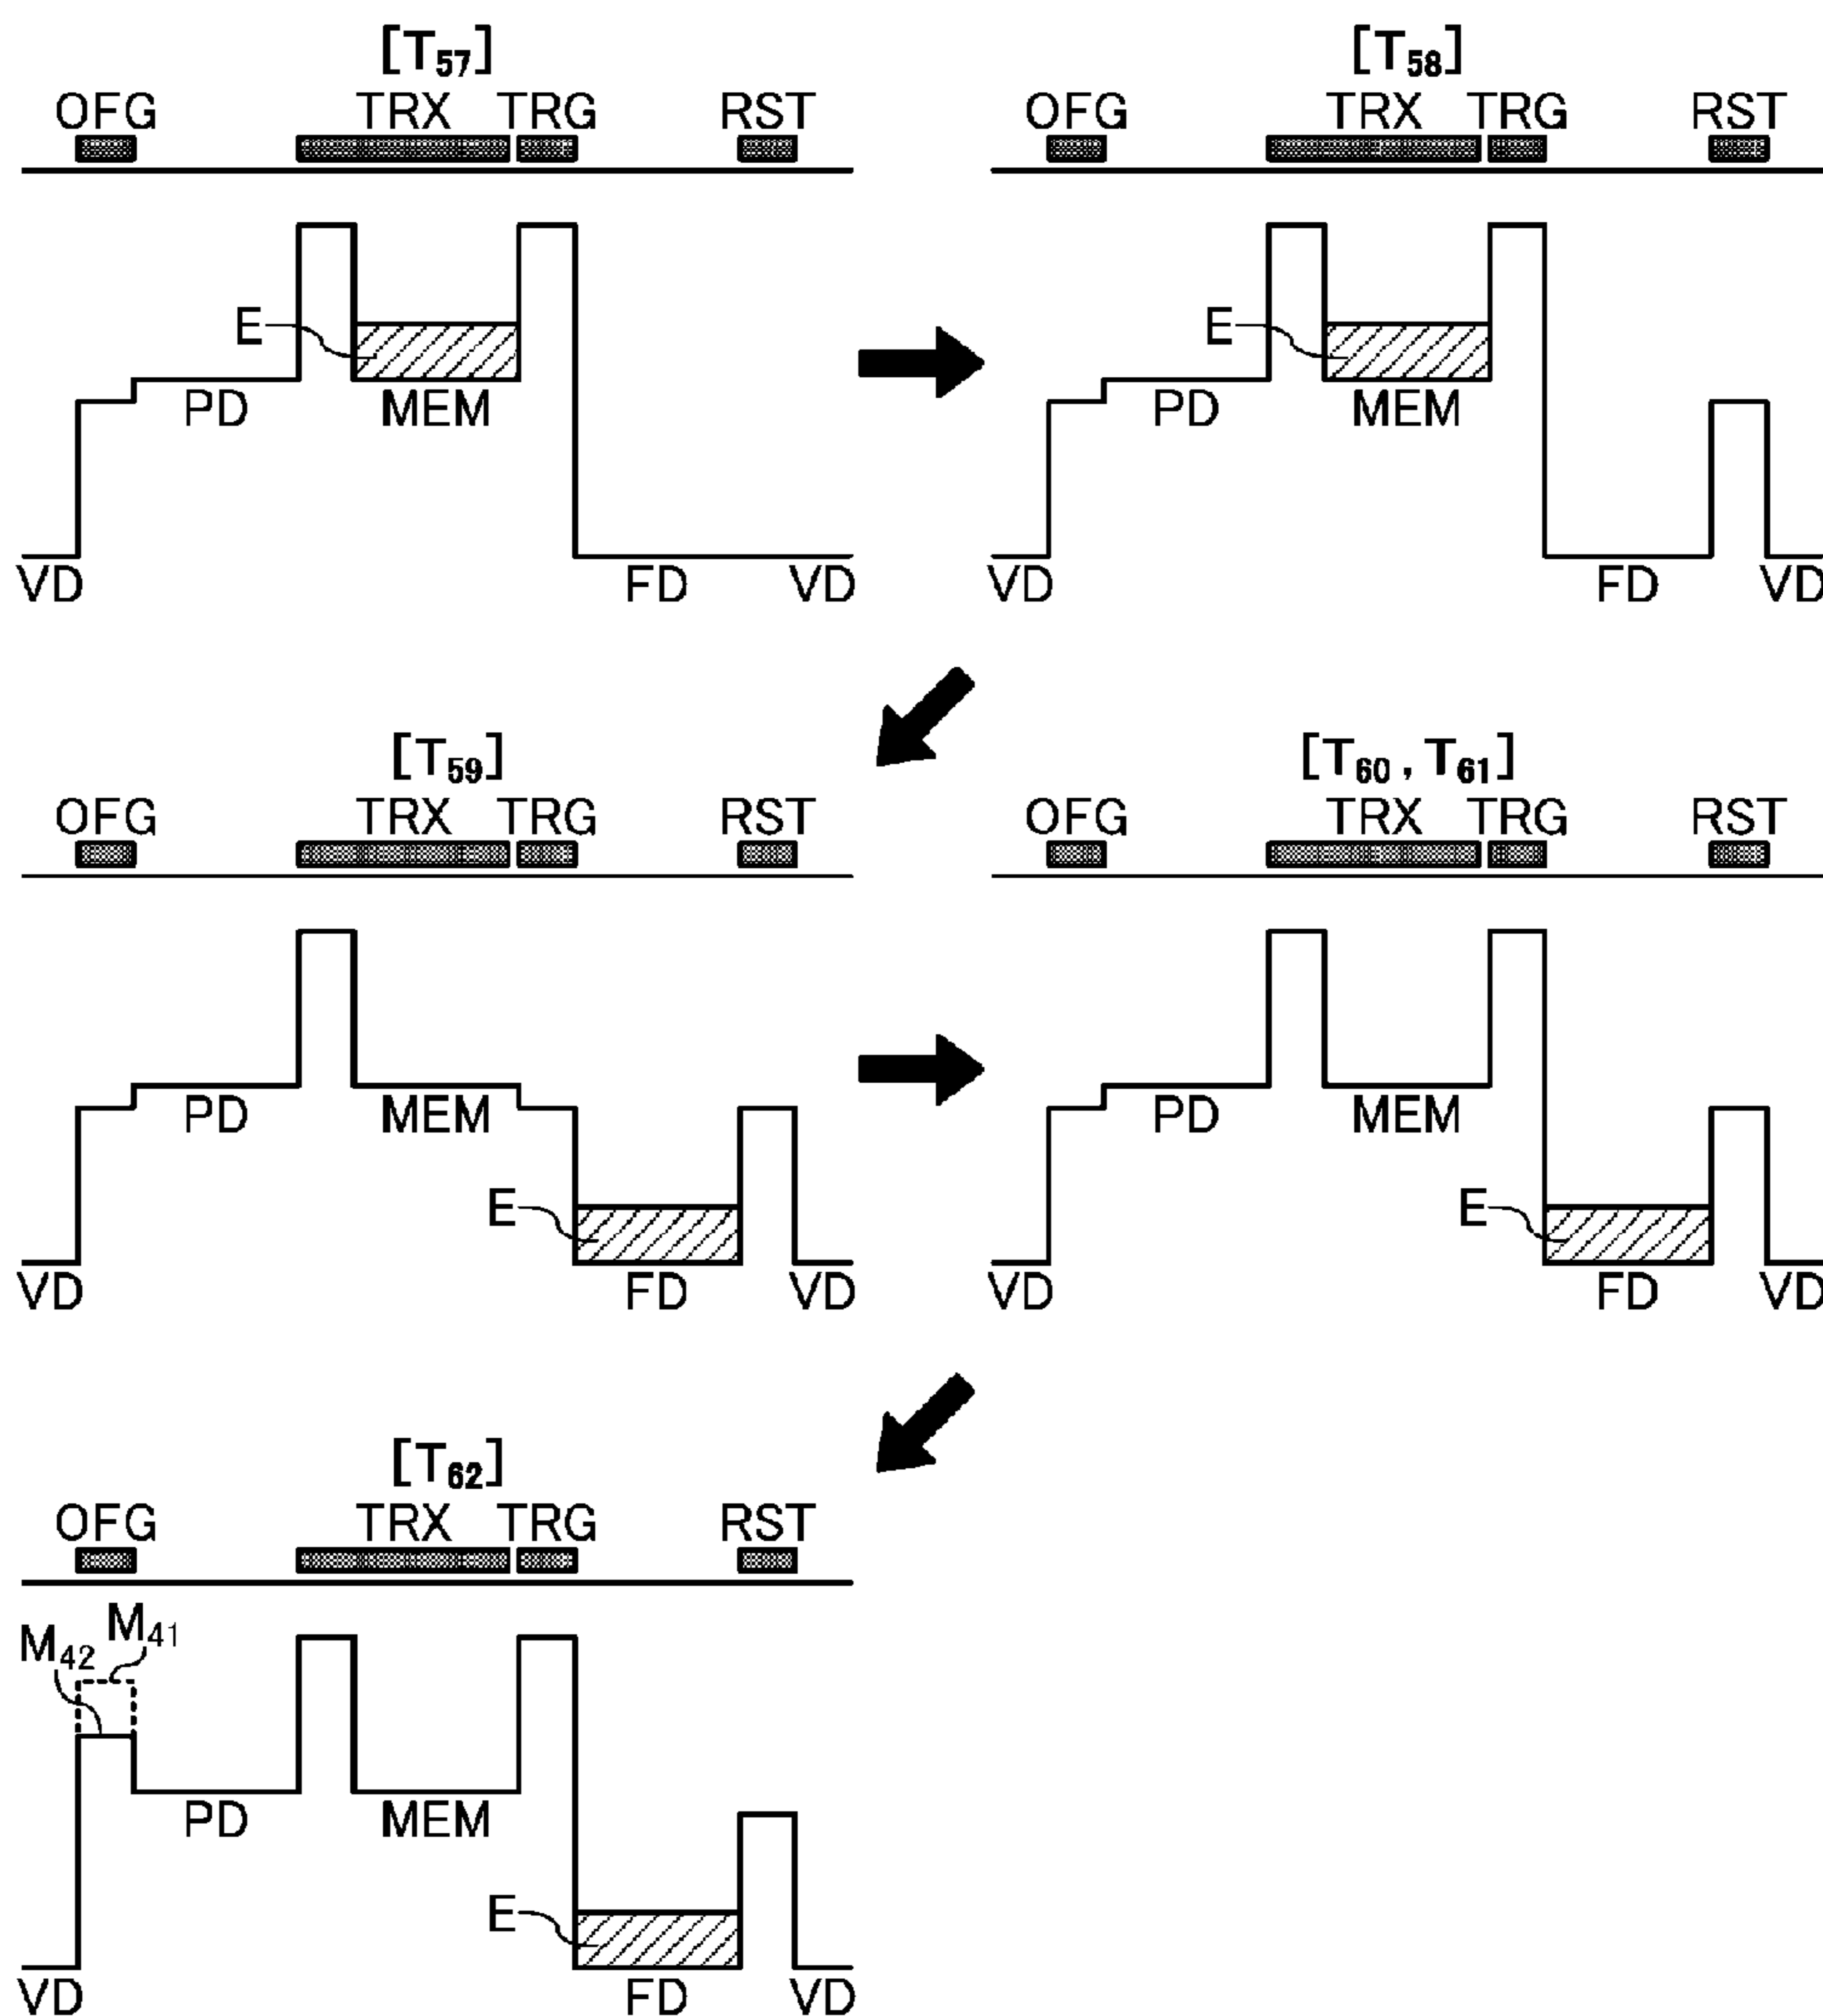 [T57]
OFG TRX TRG RST
E
PD MEM
VD FD VD
[T58]
OFG TRX TRG RST
E
PD MEM
VD FD VD
[T59]
OFG TRX TRG RST
PD MEM
E
VD FD VD
[T60, T61]
OFG TRX TRG RST
PD MEM
E
VD FD VD
[T62]
OFG TRX TRG RST
M42 M41
PD MEM
E
VD FD VD